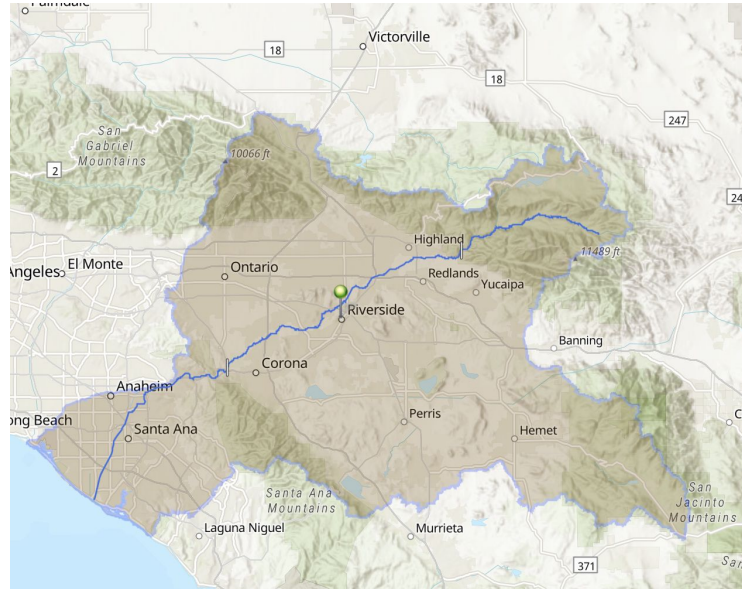 Palmdale
Victorville
18
18
247
San
Gabriel
Mountains
10066 ft
2
24
Highland
11489 ft
Angeles
El Monte
Ontario
Redlands
Yucaipa
Riverside
Banning
Corona
Anaheim
ong Beach
Perris
C
Santa Ana
Hemet
San
Jacinto
Mountains
Santa Ana
Mountains
Laguna Niguel
Murrieta
371
San